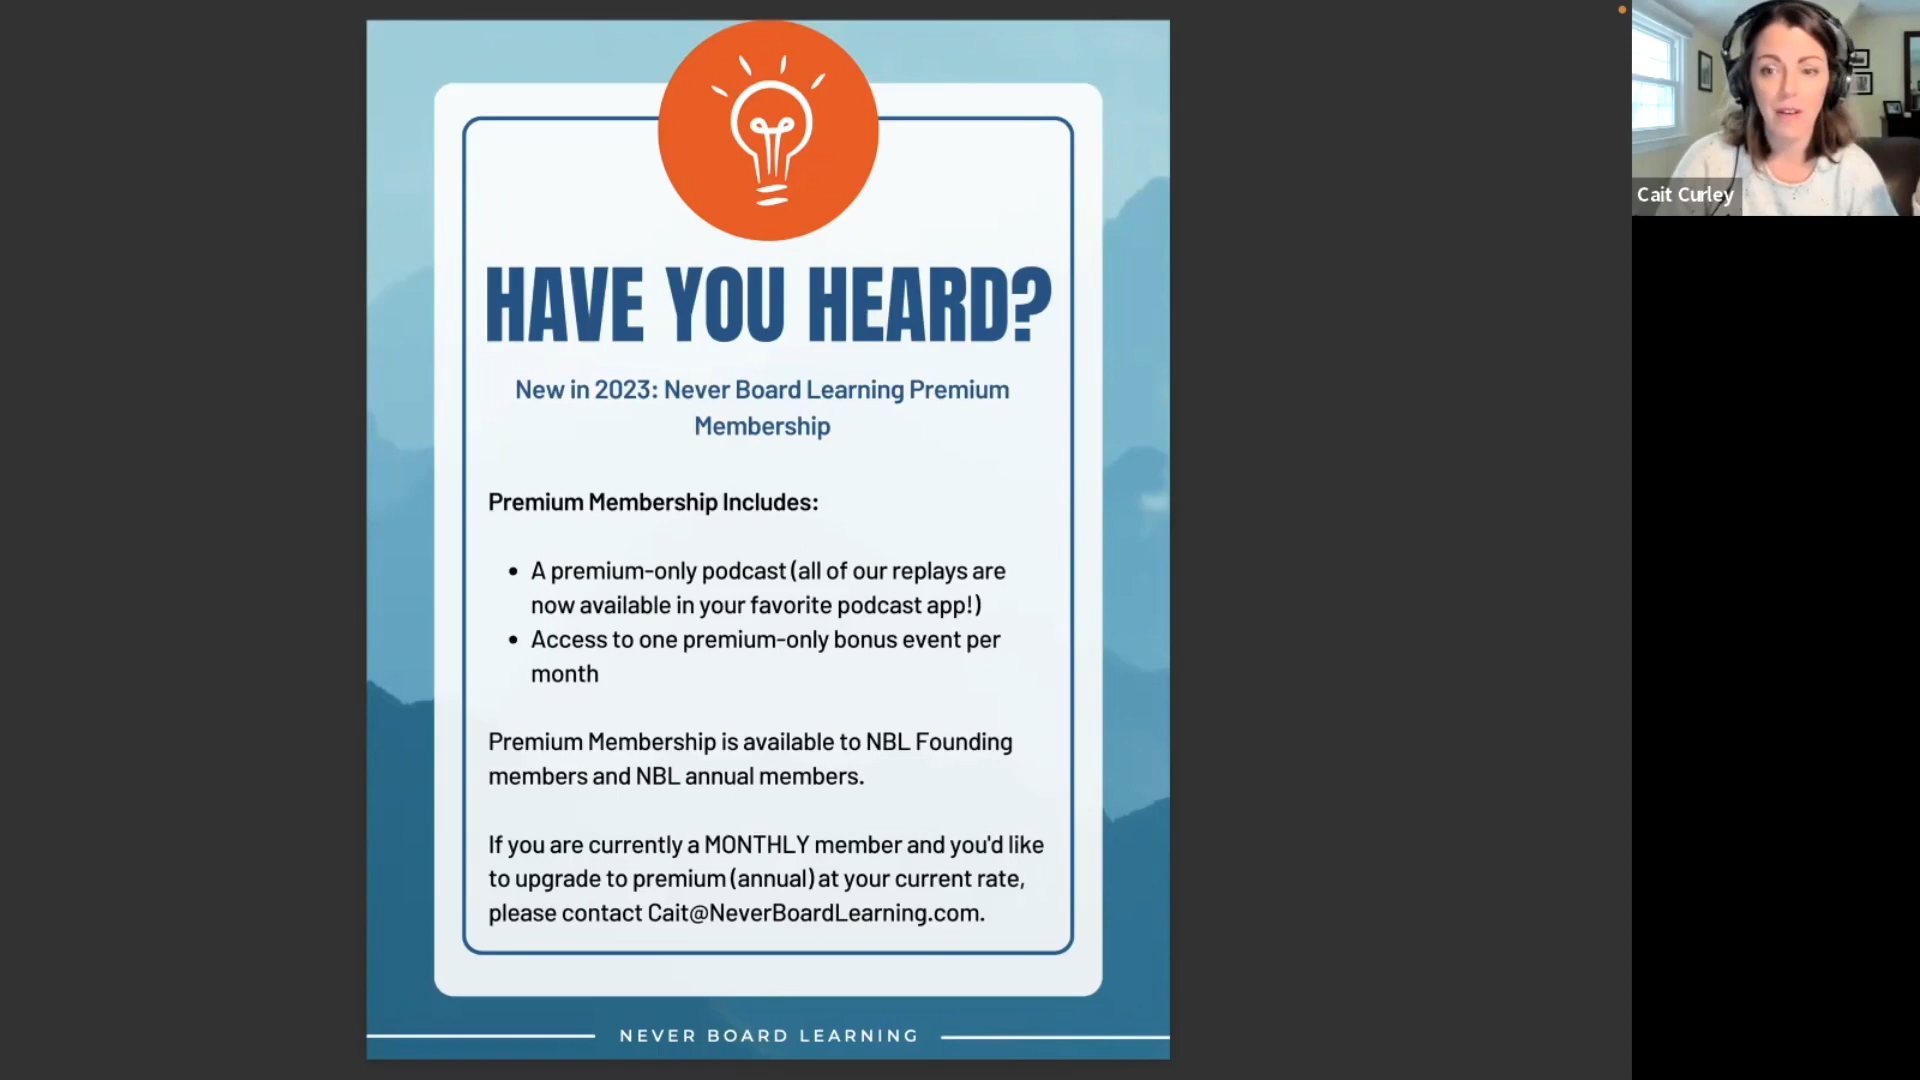 HAVE YOU HEARD?
New in 2023: Never Board Learning Premium
Membership
Premium Membership Includes:
• A premium-only podcast (all of our replays are
now available in your favorite podcast app!)
• Access to one premium-only bonus event per
month
Premium Membership is available to NBL Founding
members and NBL annual members.
If you are currently a MONTHLY member and you'd like
to upgrade to premium (annual) at your current rate,
please contact Cait@NeverBoardLearning.com.
NEVER BOARD LEARNING
Cait Curley